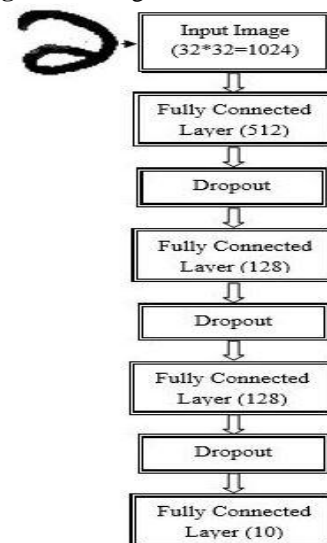 Input Image
(32*32=1024)
Fully Connected
Layer (512)
Dropout
Fully Connected
Layer (128)
Dropout
Fully Connected
Layer (128)
Dropout
Fully Connected
Layer (10)